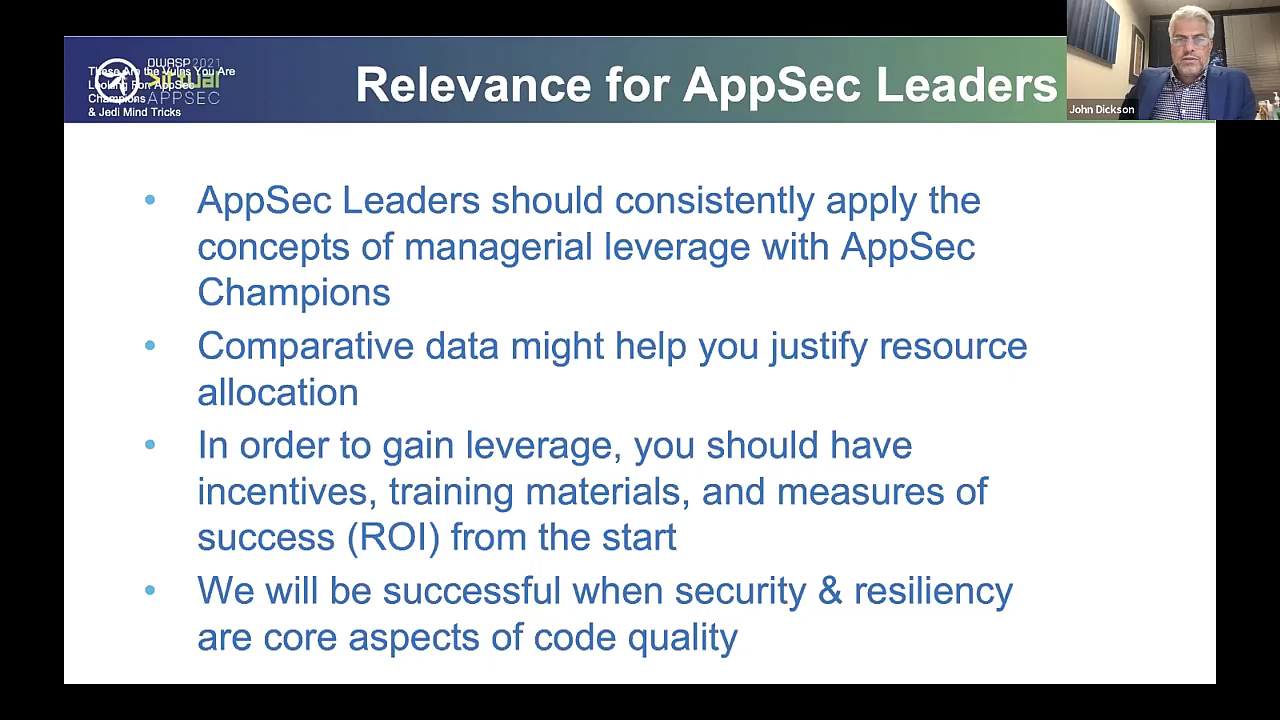 OWASP 2021
virtual
APPSEC
These Are the Vulns You Are
Looking For: AppSec
Champions
& Jedi Mind Tricks
Relevance for AppSec Leaders
John Dickson
• AppSec Leaders should consistently apply the
concepts of managerial leverage with AppSec
Champions
• Comparative data might help you justify resource
allocation
• In order to gain leverage, you should have
incentives, training materials, and measures of
success (ROI) from the start
• We will be successful when security & resiliency
are core aspects of code quality